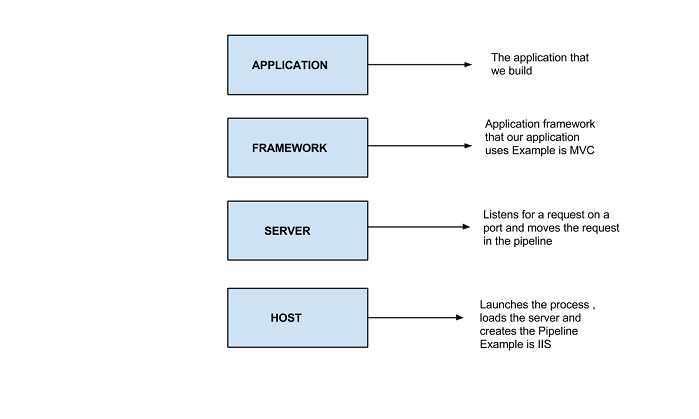 APPLICATION
The application that
we build
FRAMEWORK
Application framework
that our application
uses Example is MVC
SERVER
Listens for a request on a
port and moves the request
in the pipeline
HOST
Launches the process ,
loads the server and
creates the Pipeline
Example is IIS